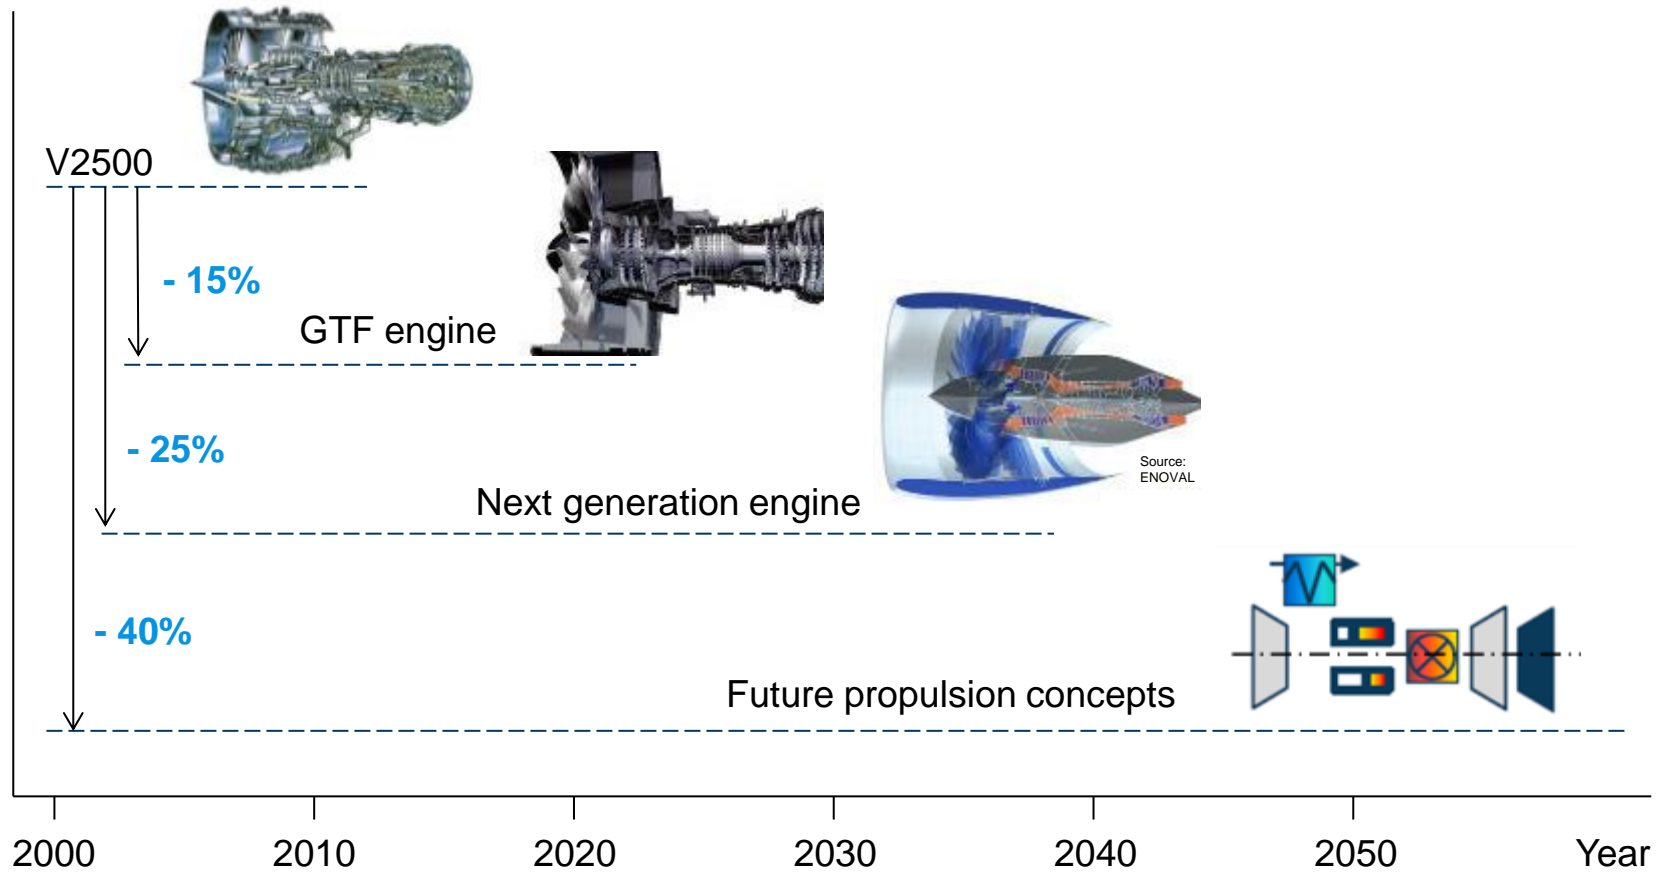 V2500
- 15%
GTF engine
- 25%
Source:
ENOVAL
Next generation engine
- 40%
Future propulsion concepts
2000 2010 2020 2030 2040 2050 Year